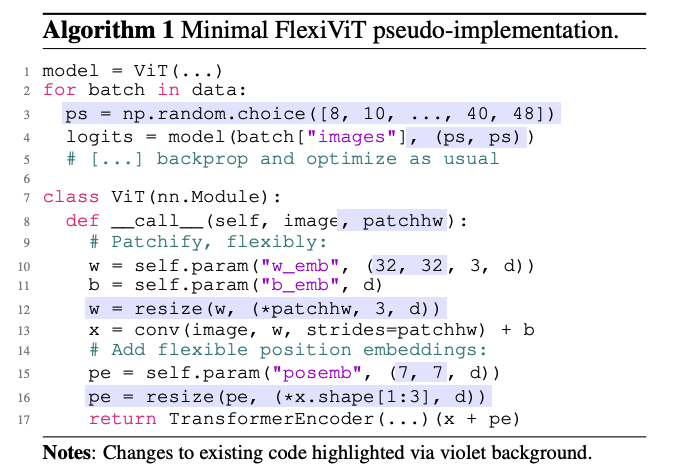 Algorithm 1 Minimal FlexiViT pseudo-implementation.
1 model = ViT(...)
2 for batch in data:
3   ps = np.random.choice([8, 10, ..., 40, 48])
4   logits = model(batch["images"], (ps, ps))
5   # [...] backprop and optimize as usual
6
7 class ViT(nn.Module):
8   def __call__(self, image, patchhw):
9     # Patchify, flexibly:
10     w = self.param("w_emb", (32, 32, 3, d))
11     b = self.param("b_emb", d)
12     w = resize(w, (*patchhw, 3, d))
13     x = conv(image, w, strides=patchhw) + b
14     # Add flexible position embeddings:
15     pe = self.param("posemb", (7, 7, d))
16     pe = resize(pe, (*x.shape[1:3], d))
17     return TransformerEncoder(...)(x + pe)
Notes: Changes to existing code highlighted via violet background.